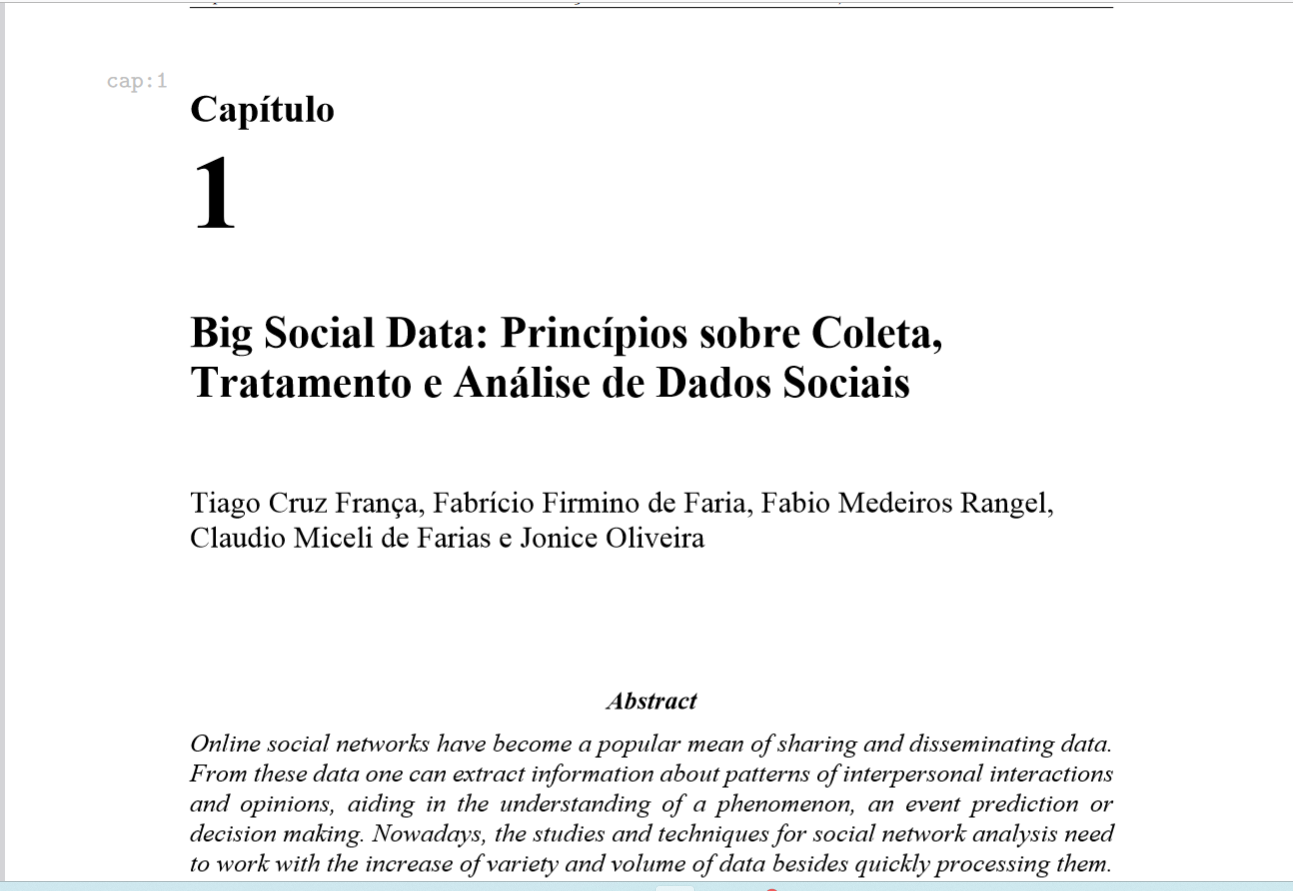 cap:1
Capítulo
1
Big Social Data: Princípios sobre Coleta,
Tratamento e Análise de Dados Sociais
Tiago Cruz França, Fabrício Firmino de Faria, Fabio Medeiros Rangel,
Claudio Miceli de Farias e Jonice Oliveira
Abstract
Online social networks have become a popular mean of sharing and disseminating data.
From these data one can extract information about patterns of interpersonal interactions
and opinions, aiding in the understanding of a phenomenon, an event prediction or
decision making. Nowadays, the studies and techniques for social network analysis need
to work with the increase of variety and volume of data besides quickly processing them.